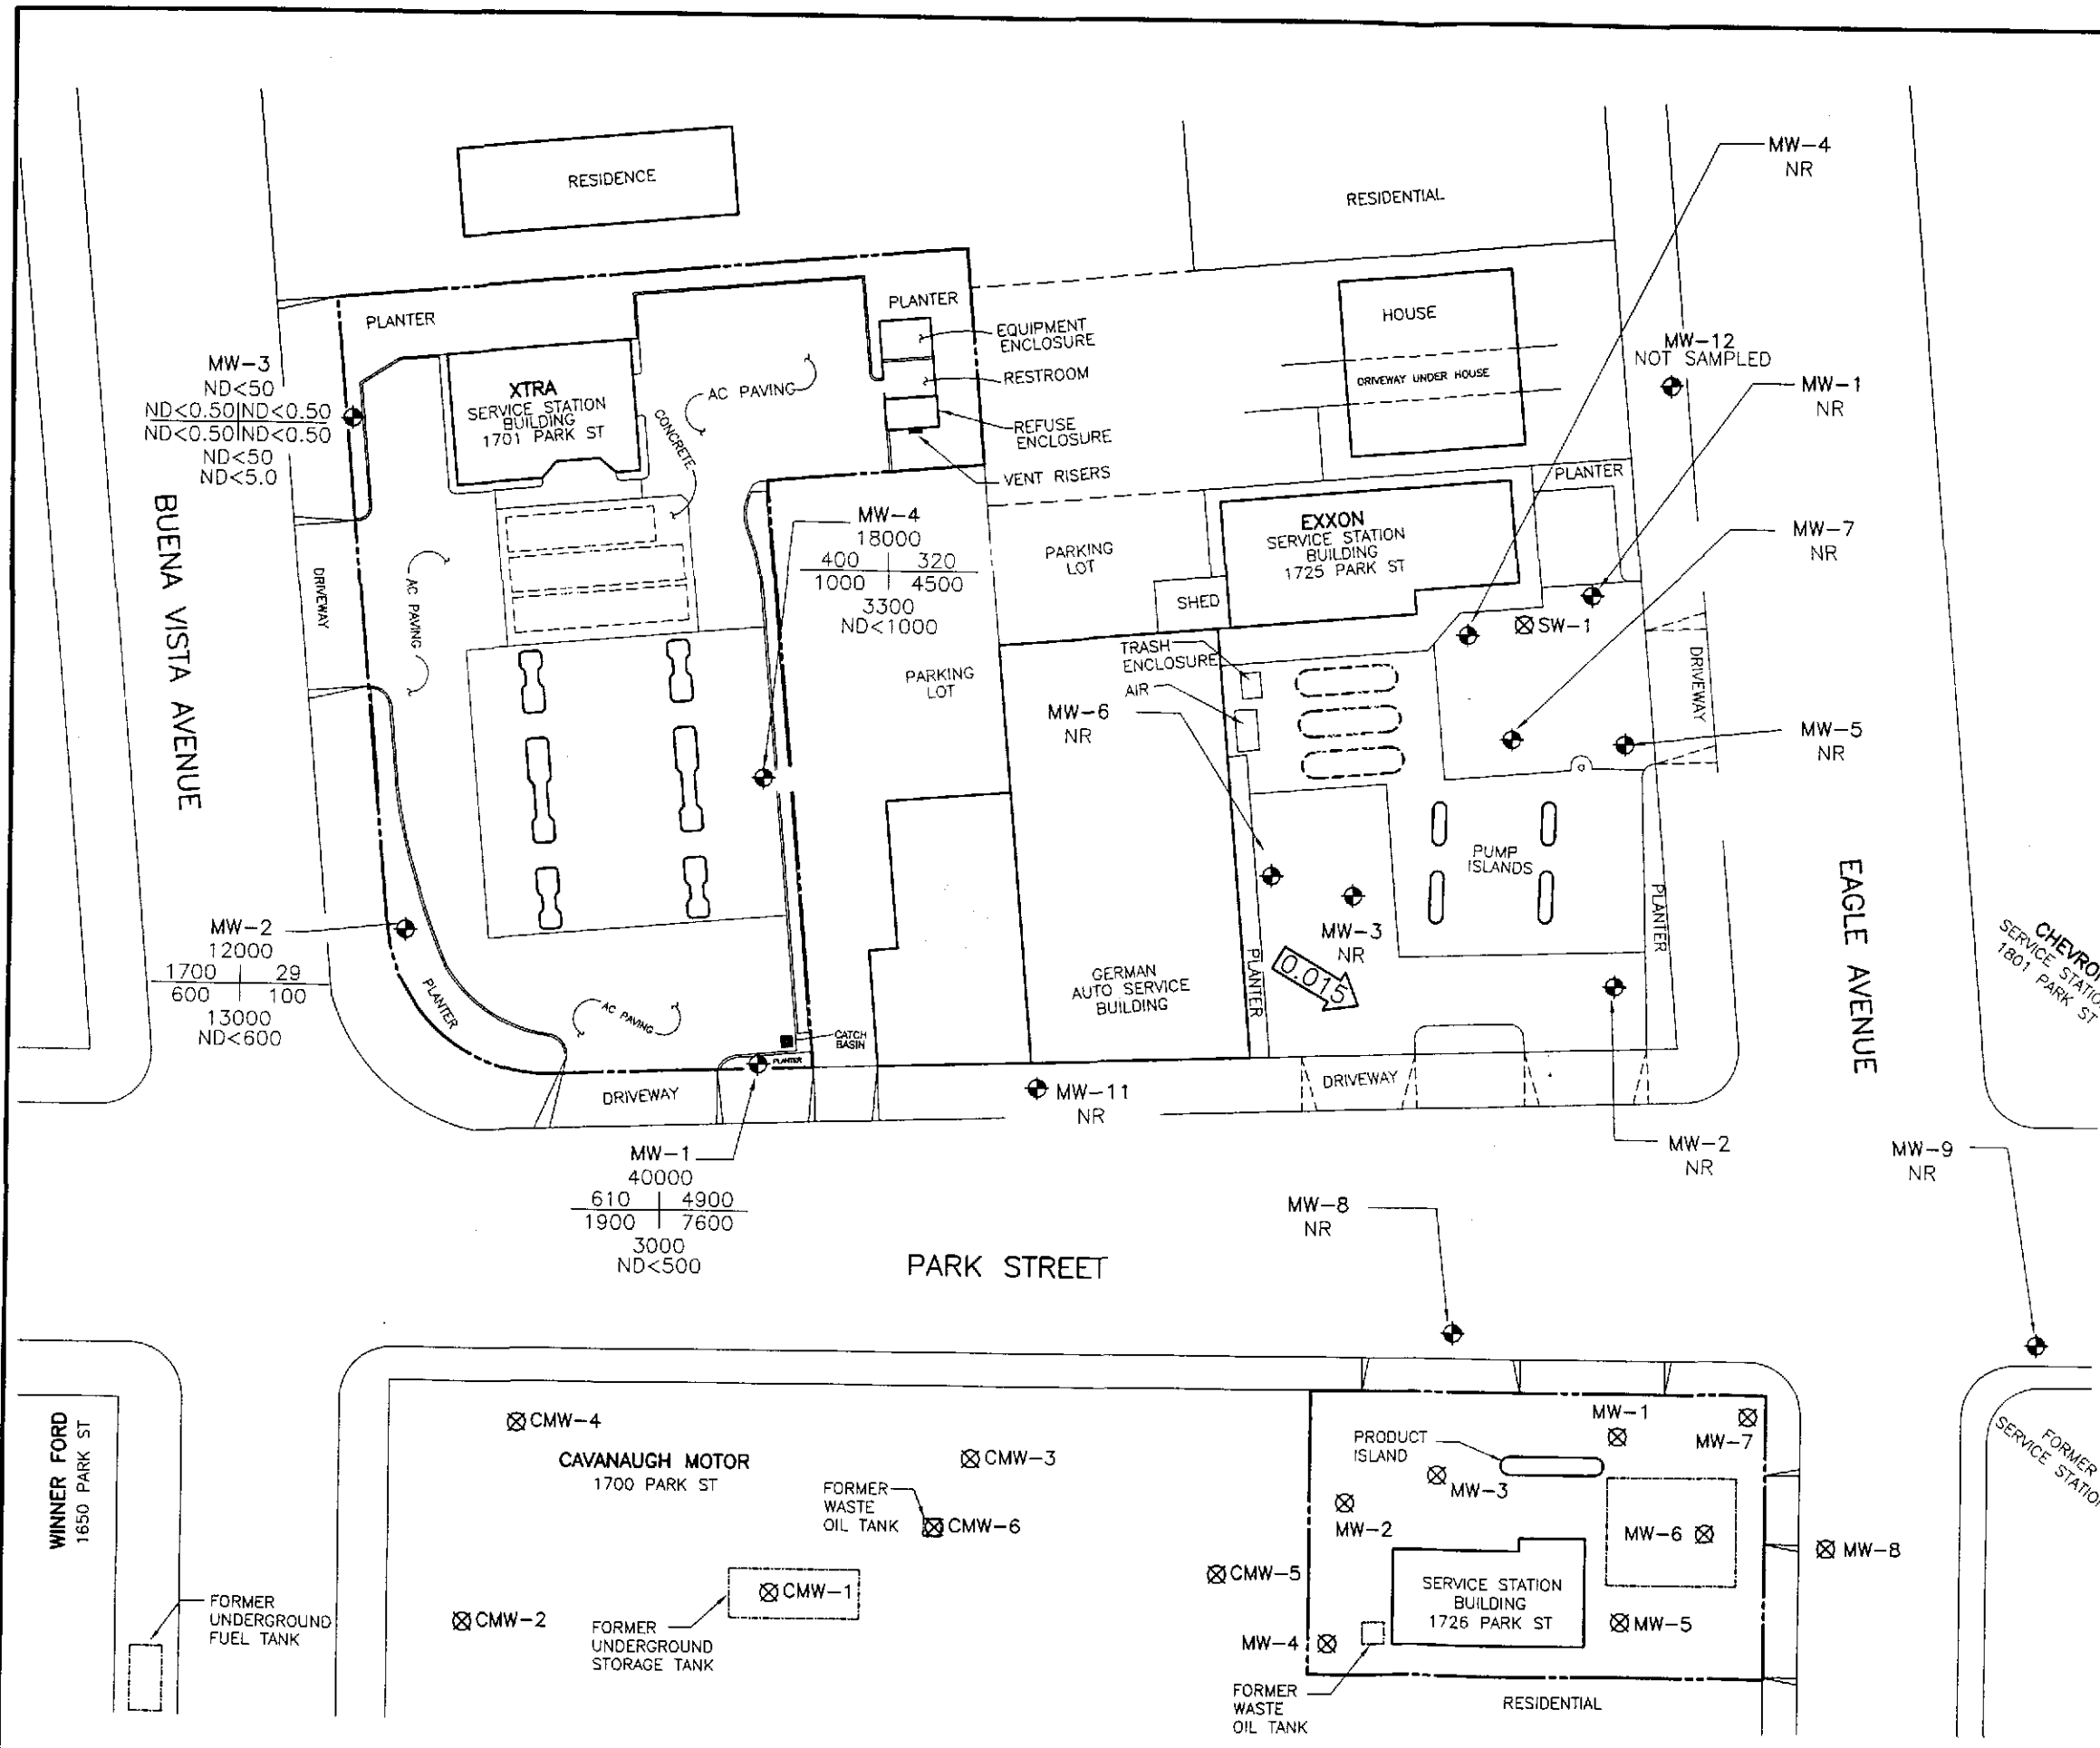 RESIDENCE
RESIDENTIAL
MW-4
NR
PLANTER
PLANTER
EQUIPMENT
ENCLOSURE
RESTROOM
REFUSE
ENCLOSURE
VENT RISERS
HOUSE
DRIVEWAY UNDER HOUSE
MW-12
NOT SAMPLED
MW-1
NR
MW-3
ND<50
ND<0.50|ND<0.50
ND<0.50|ND<0.50
ND<50
ND<5.0
XTRA
SERVICE STATION
BUILDING
1701 PARK ST
AC PAVING
CONCRETE
BUENA VISTA AVENUE
DRIVEWAY
AC PAVING
MW-4
18000
400 | 320
1000 | 4500
3300
ND<1000
PARKING
LOT
PARKING
LOT
SHED
EXXON
SERVICE STATION
BUILDING
1725 PARK ST
PLANTER
MW-7
NR
SW-1
TRASH
ENCLOSURE
AIR
MW-6
NR
DRIVEWAY
MW-5
NR
PUMP
ISLANDS
PLANTER
EAGLE AVENUE
CHEVRO
SERVICE STATIO
1801 PARK ST
MW-2
12000
1700 | 29
600 | 100
13000
ND<600
PLANTER
AC PAVING
CATCH
BASIN
PLANTER
GERMAN
AUTO SERVICE
BUILDING
PLANTER
MW-3
NR
0.015
DRIVEWAY
DRIVEWAY
MW-11
NR
MW-1
40000
610 | 4900
1900 | 7600
3000
ND<500
MW-2
NR
MW-9
NR
MW-8
NR
PARK STREET
WINNER FORD
1650 PARK ST
FORMER
UNDERGROUND
FUEL TANK
CMW-4
CAVANAUGH MOTOR
1700 PARK ST
CMW-3
FORMER
WASTE
OIL TANK
CMW-6
CMW-1
CMW-2
FORMER
UNDERGROUND
STORAGE TANK
CMW-5
PRODUCT
ISLAND
MW-1
MW-7
MW-3
MW-2
MW-6
MW-8
SERVICE STATION
BUILDING
1726 PARK ST
MW-5
MW-4
FORMER
WASTE
OIL TANK
RESIDENTIAL
FORMER
SERVICE STATION